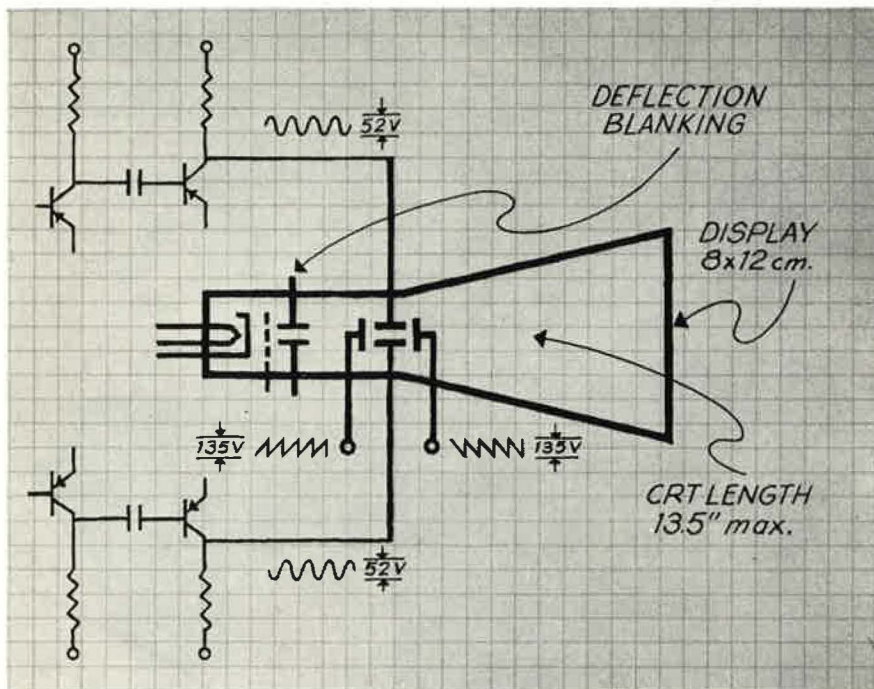 DEFLECTION
BLANKING
52V
DISPLAY
8x12 cm.
135V
135V
CRT LENGTH
13.5" max.
52V